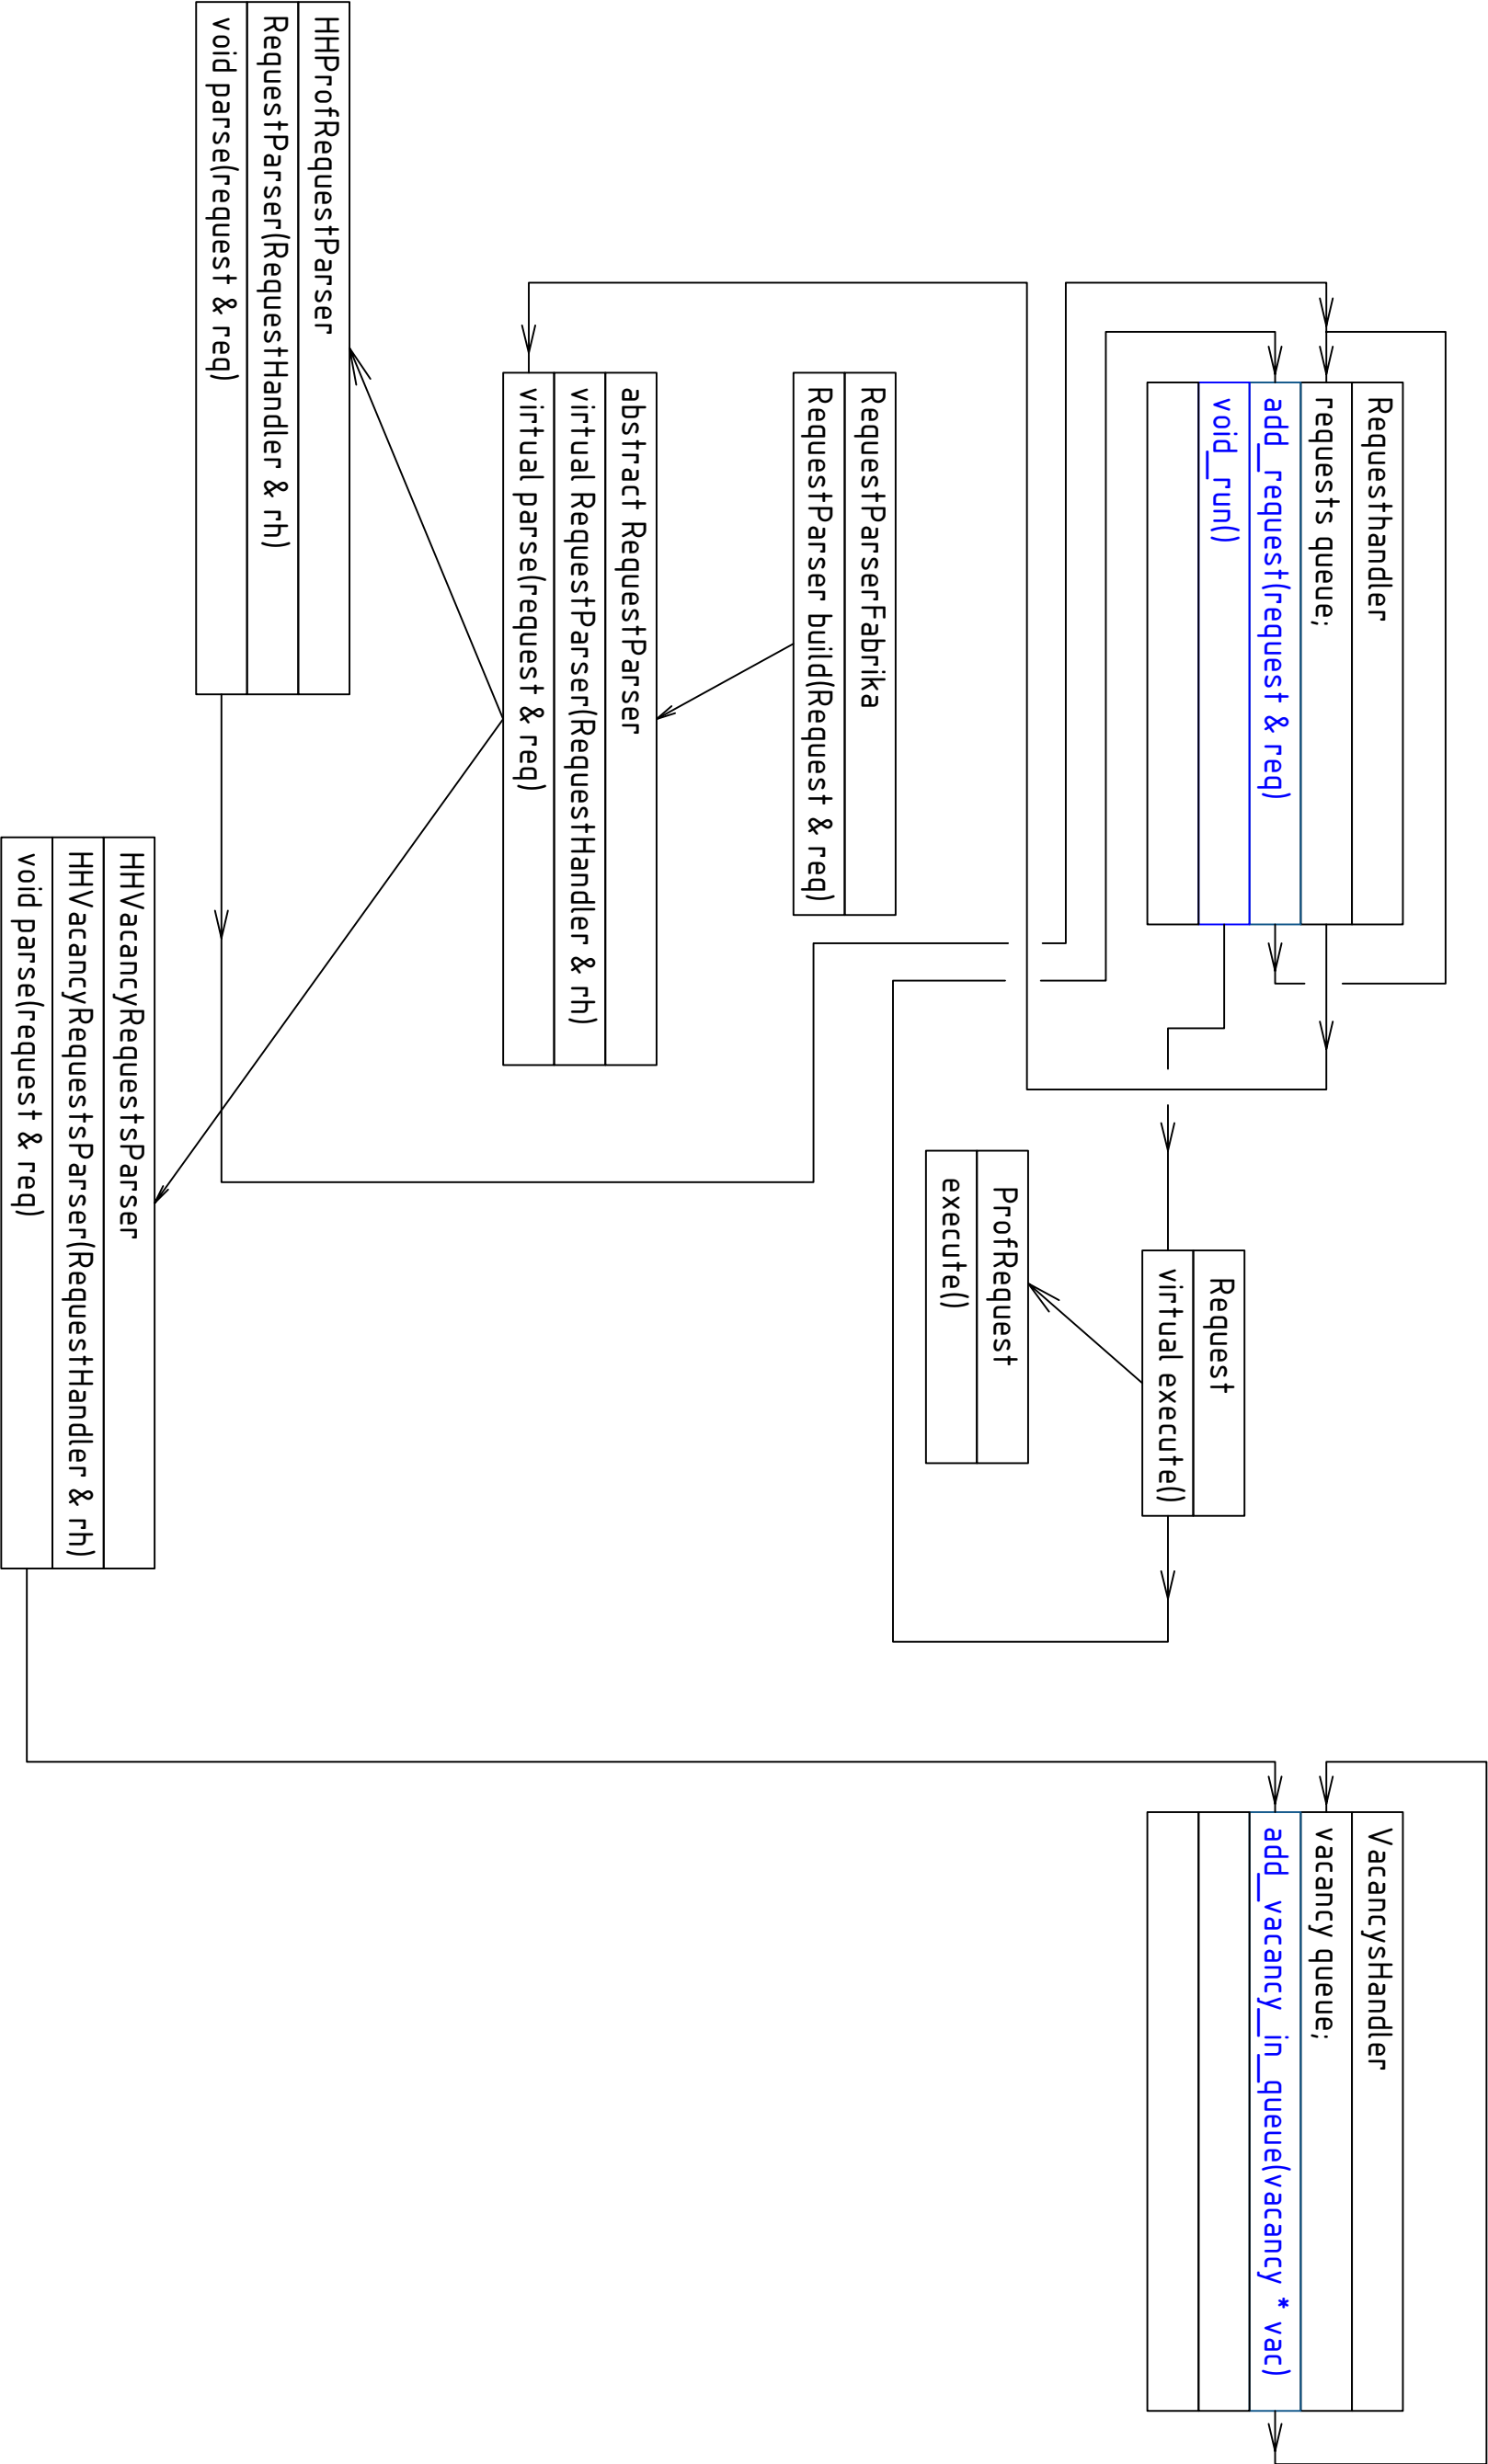 Requesthandler
requests queue;
add_request(request & req)
void_run()
VacancysHandler
vacancy queue;
add_vacancy_in_queue(vacancy * vac)
Request
virtual execute()
ProfRequest
execute()
RequestParserFabrika
RequestParser build(Request & req)
abstract RequestParser
virtual RequestParser(RequestHandler & rh)
virtual parse(request & req)
HHProfRequestParser
RequestParser(RequestHandler & rh)
void parse(request & req)
HHVacancyRequestsParser
HHVacancyRequestsParser(RequestHandler & rh)
void parse(request & req)